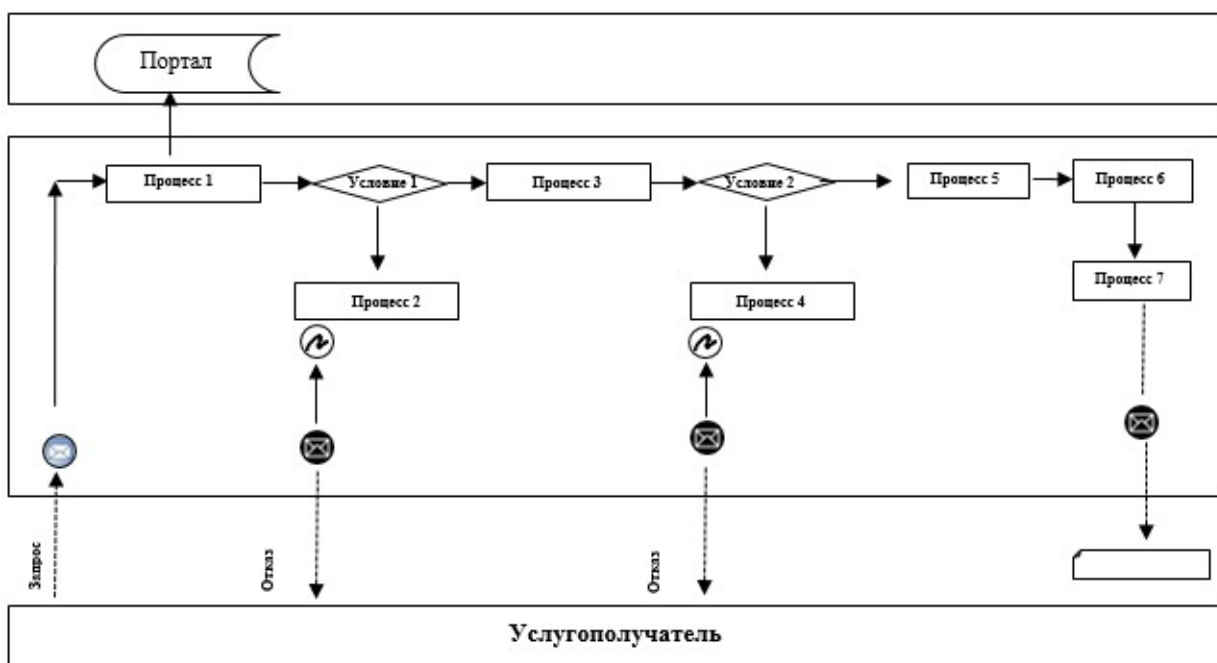 Портал
Процесс 1
Условие 1
Процесс 3
Условие 2
Процесс 5
Процесс 6
Процесс 2
Процесс 4
Процесс 7
Запрос
Отказ
Отказ
Услугополучатель